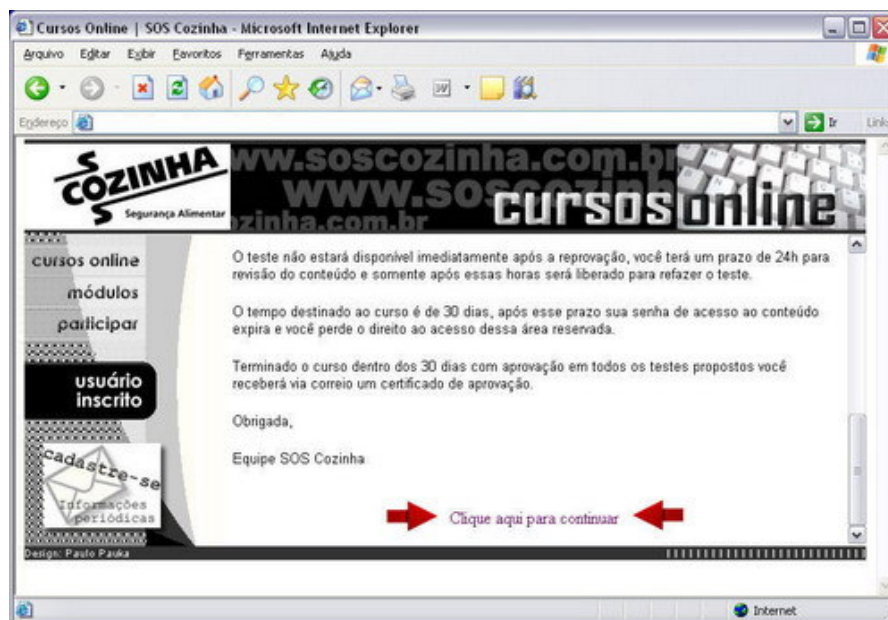 Cursos Online | SOS Cozinha - Microsoft Internet Explorer
Arquivo Editar Exibir Favoritos Ferramentas Ajuda
Endereço Ir Links
S
COZINHA
S
Segurança Alimentar
www.soscozinha.com.br
www.soscozinh
ozinha.com.br
cursos online
cursos online
módulos
participar
usuário
inscrito
cadastre-se
Informações
periódicas
O teste não estará disponível imediatamente após a reprovação, você terá um prazo de 24h para
revisão do conteúdo e somente após essas horas será liberado para refazer o teste.
O tempo destinado ao curso é de 30 dias, após esse prazo sua senha de acesso ao conteúdo
expira e você perde o direito ao acesso dessa área reservada.
Terminado o curso dentro dos 30 dias com aprovação em todos os testes propostos você
receberá via correio um certificado de aprovação.
Obrigada,
Equipe SOS Cozinha
Clique aqui para continuar
Design: Paulo Pauka
Internet